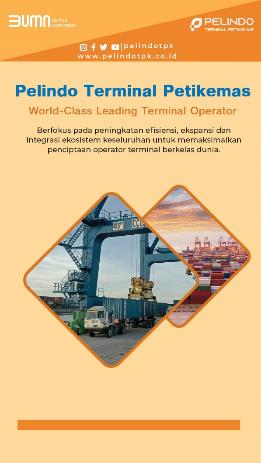 BUMN UNTUK INDONESIA
PELINDO
TERMINAL PETIKEMAS
|pelindotpk
www.pelindotpk.co.id
Pelindo Terminal Petikemas
World-Class Leading Terminal Operator
Berfokus pada peningkatan efisiensi, ekspansi dan
integrasi ekosistem keseluruhan untuk memaksimalkan
penciptaan operator terminal berkelas dunia.